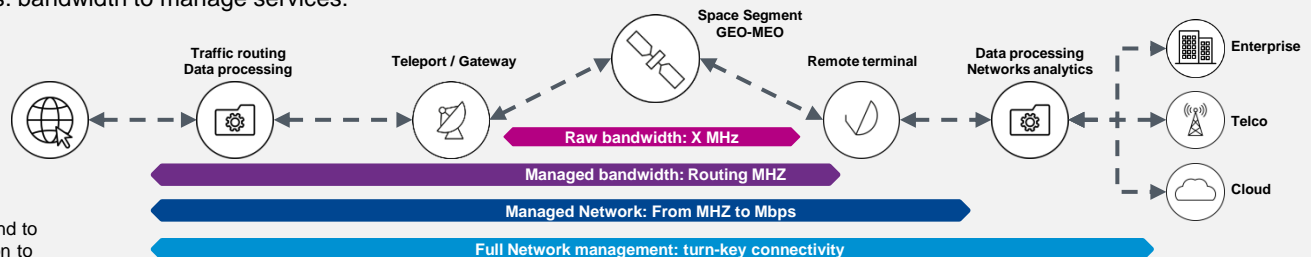 s: bandwidth to manage services.
Space Segment
GEO-MEO
Traffic routing
Data processing
Teleport / Gateway
Remote terminal
Data processing
Networks analytics
Enterprise
Telco
Cloud
Raw bandwidth: X MHz
Managed bandwidth: Routing MHZ
Managed Network: From MHZ to Mbps
Full Network management: turn-key connectivity
nd to
n to